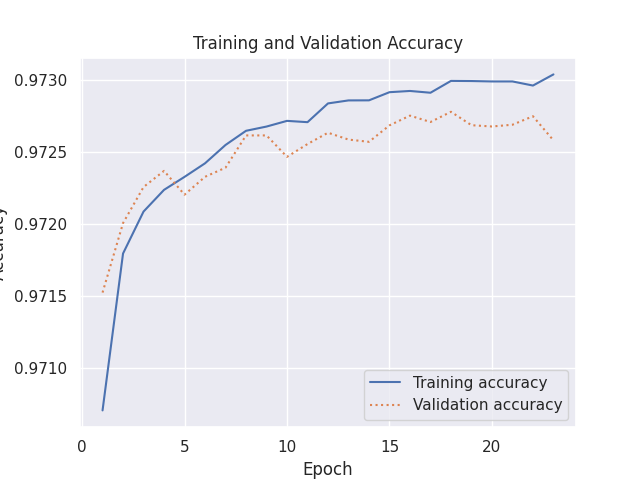 Training and Validation Accuracy
0.9730
0.9725
0.9720
0.9715
0.9710
Accuracy
0 5 10 15 20
Epoch
Training accuracy
Validation accuracy